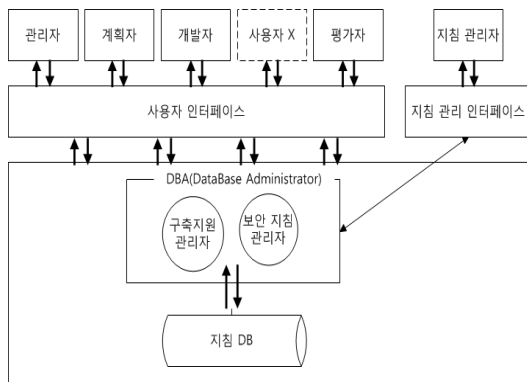 관리자 계획자 개발자 사용자 X 평가자 지침 관리자
사용자 인터페이스 지침 관리 인터페이스
DBA(DataBase Administrator)
구축지원
관리자
보안 지침
관리자
지침 DB